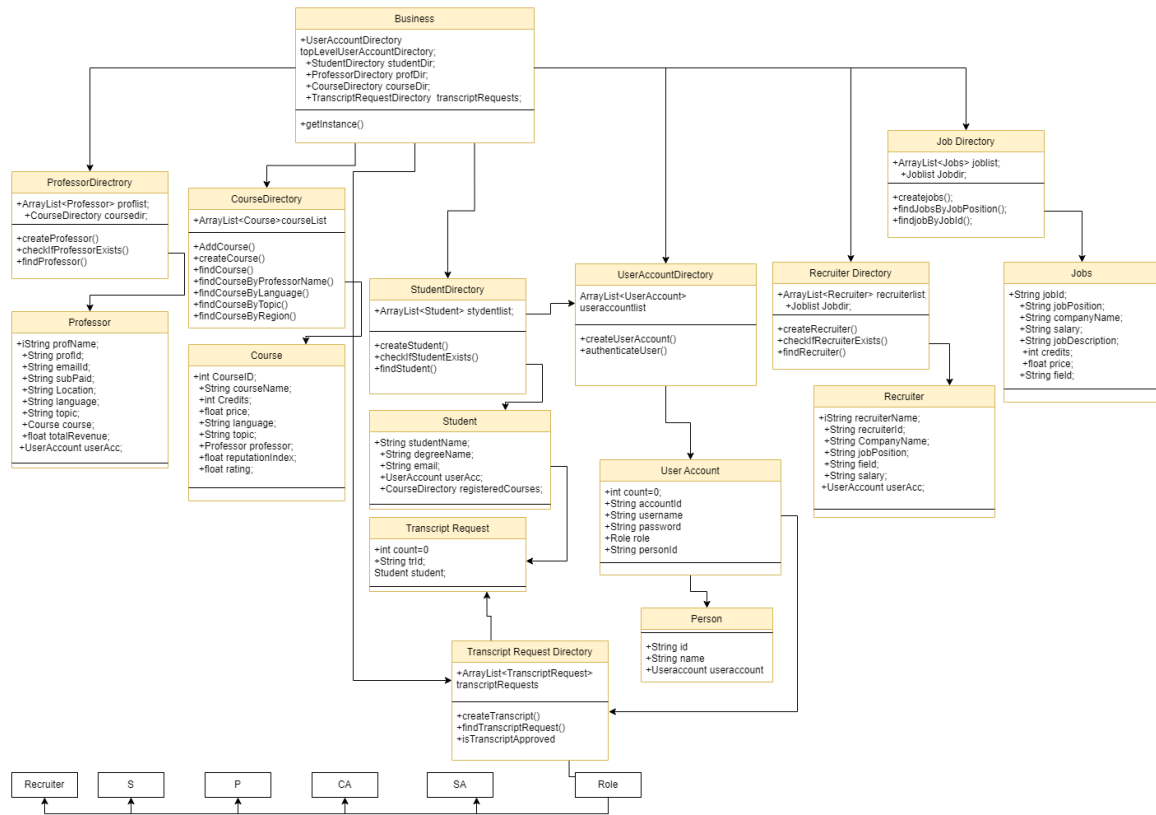 Business
+UserAccountDirectory
topLevelUserAccountDirectory;
+StudentDirectory studentDir;
+ProfessorDirectory profDir;
+CourseDirectory courseDir;
+TranscriptRequestDirectory transcriptRequests;
+getInstance()
ProfessorDirectrory
+ArrayList<Professor> proflist;
+CourseDirectory coursedir;
+createProfessor()
+checkIfProfessorExists()
+findProfessor()
CourseDirectory
+ArrayList<Course>courseList
+AddCourse()
+createCourse()
+findCourse()
+findCourseByProfessorName()
+findCourseByLanguage()
+findCourseByTopic()
+findCourseByRegion()
StudentDirectory
+ArrayList<Student> stydentlist;
+createStudent()
+checkIfStudentExists()
+findStudent()
UserAccountDirectory
ArrayList<UserAccount>
useraccountlist
+createUserAccount()
+authenticateUser()
Recruiter Directory
+ArrayList<Recruiter> recruiterlist;
+Joblist Jobdir;
+createRecruiter()
+checkIfRecruiterExists()
+findRecruiter()
Job Directory
+ArrayList<Jobs> joblist;
+Joblist Jobdir;
+createjobs();
+findJobsByJobPosition();
+findjobByJobId();
Jobs
+String jobId;
+String jobPosition;
+String companyName;
+String salary;
+String jobDescription;
+int credits;
+float price;
+String field;
Professor
+iString profName;
+String profId;
+String emailId;
+String subPaid;
+String Location;
+String language;
+String topic;
+Course course;
+float totalRevenue;
+UserAccount userAcc;
Course
+int CourseID;
+String courseName;
+int Credits;
+float price;
+String language;
+String topic;
+Professor professor;
+float reputationIndex;
+float rating;
Student
+String studentName;
+String degreeName;
+String email;
+UserAccount userAcc;
+CourseDirectory registeredCourses;
Recruiter
+iString recruiterName;
+String recruiterId;
+String CompanyName;
+String jobPosition;
+String field;
+String salary;
+UserAccount userAcc;
User Account
+int count=0;
+String accountId
+String username
+String password
+Role role
+String personId
Transcript Request
+int count=0
+String trId;
Student student;
Person
+String id
+String name
+Useraccount useraccount
Transcript Request Directory
+ArrayList<TranscriptRequest>
transcriptRequests
+createTranscript()
+findTranscriptRequest()
+isTranscriptApproved
Recruiter
S
P
CA
SA
Role